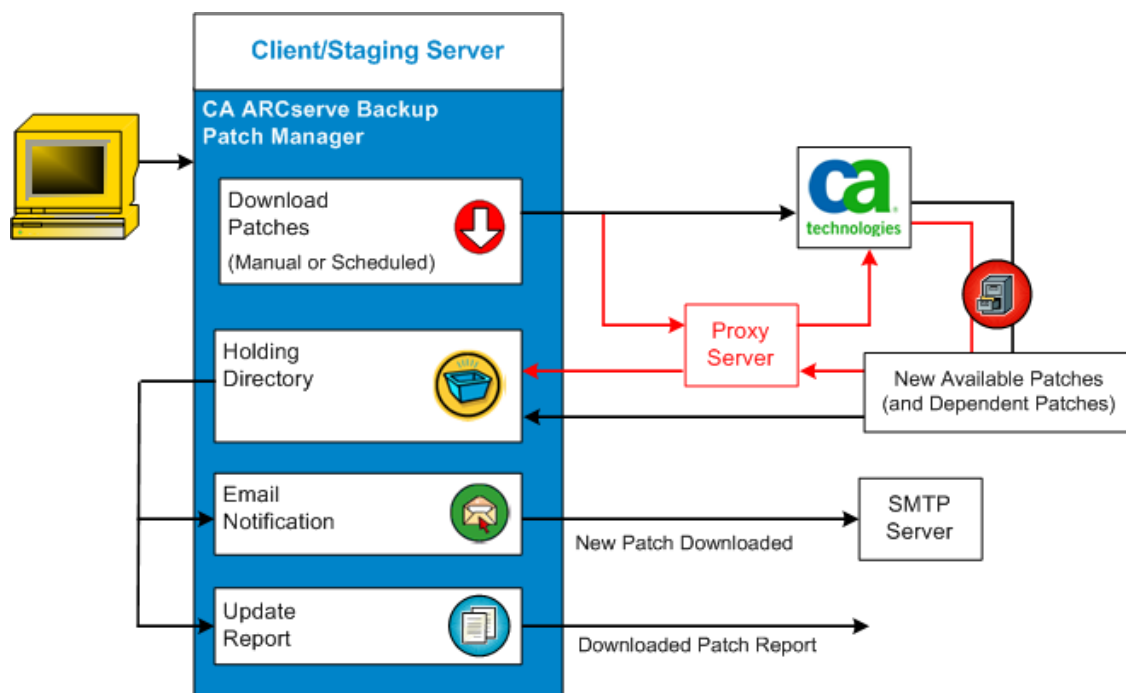 Client/Staging Server
CA ARCserve Backup
Patch Manager
Download
Patches
(Manual or Scheduled)
ca®
technologies
Proxy
Server
Holding
Directory
New Available Patches
(and Dependent Patches)
Email
Notification
New Patch Downloaded
SMTP
Server
Update
Report
Downloaded Patch Report